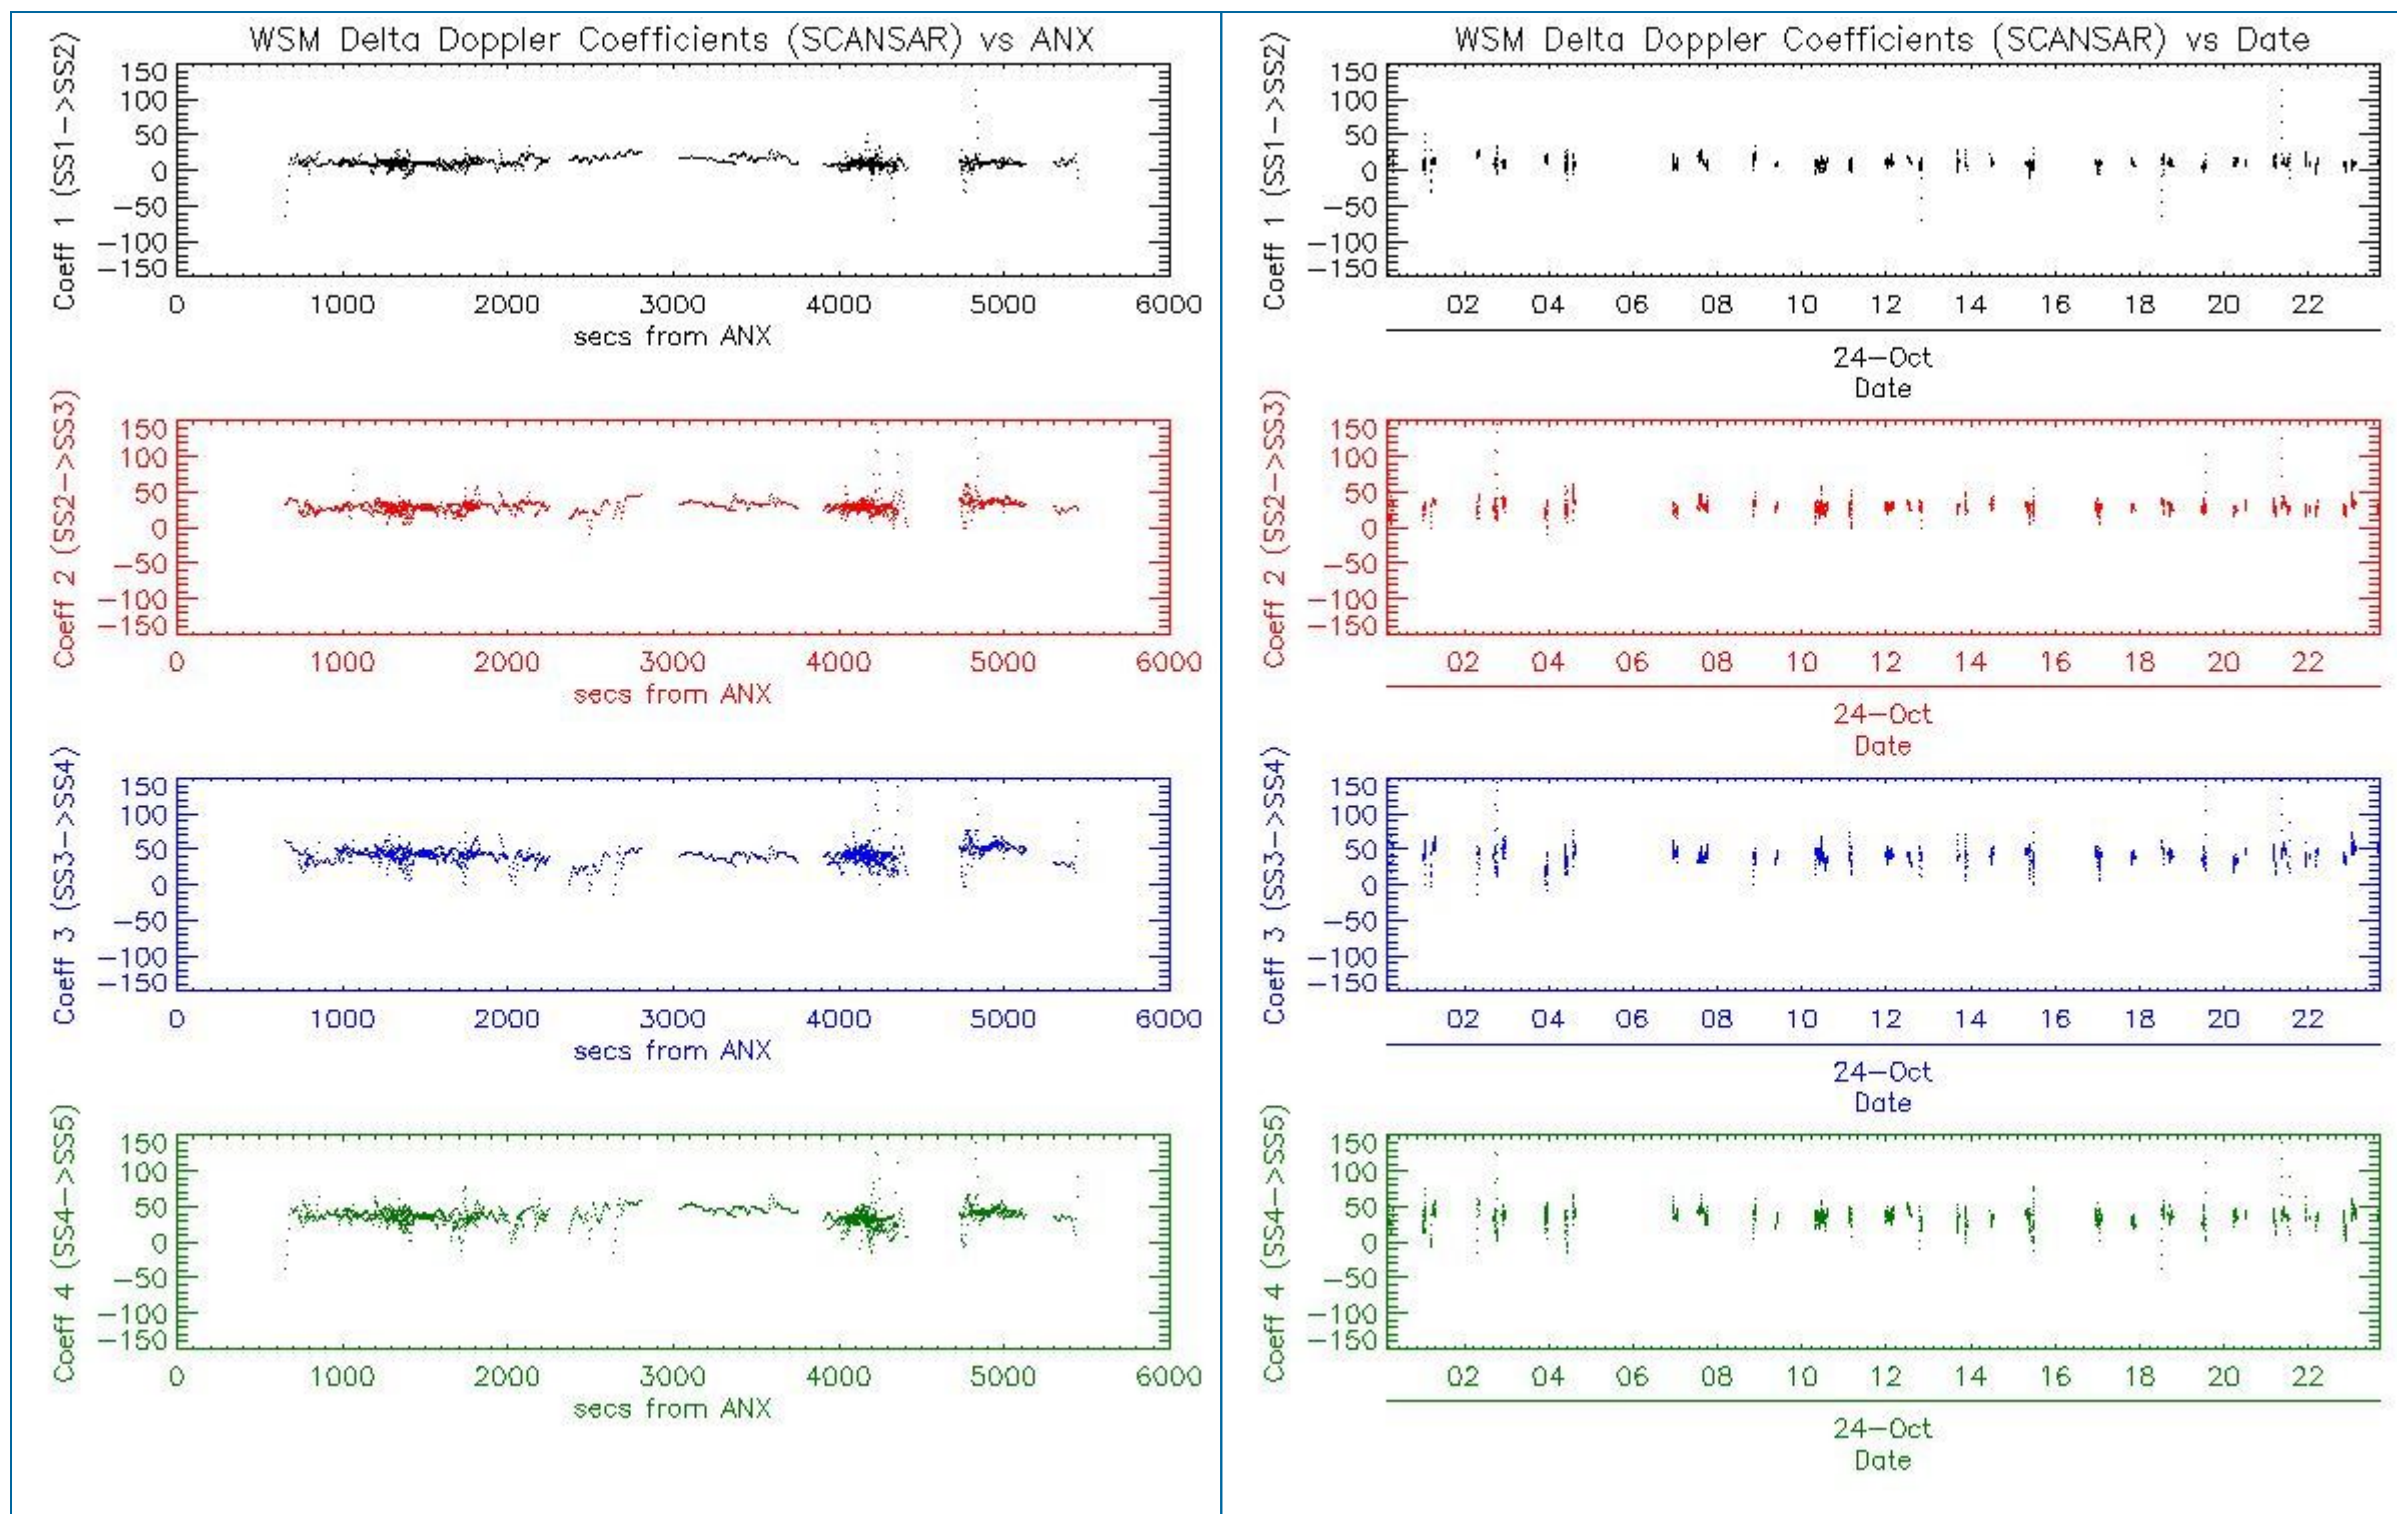 WSM Delta Doppler Coefficients (SCANSAR) vs ANX
Coeff 1 (SS1->SS2)
150
100
50
0
-50
-100
-150
0 1000 2000 3000 4000 5000 6000
secs from ANX
Coeff 2 (SS2->SS3)
150
100
50
0
-50
-100
-150
0 1000 2000 3000 4000 5000 6000
secs from ANX
Coeff 3 (SS3->SS4)
150
100
50
0
-50
-100
-150
0 1000 2000 3000 4000 5000 6000
secs from ANX
Coeff 4 (SS4->SS5)
150
100
50
0
-50
-100
-150
0 1000 2000 3000 4000 5000 6000
secs from ANX
WSM Delta Doppler Coefficients (SCANSAR) vs Date
Coeff 1 (SS1->SS2)
150
100
50
0
-50
-100
-150
02 04 06 08 10 12 14 16 18 20 22
24-Oct
Date
Coeff 2 (SS2->SS3)
150
100
50
0
-50
-100
-150
02 04 06 08 10 12 14 16 18 20 22
24-Oct
Date
Coeff 3 (SS3->SS4)
150
100
50
0
-50
-100
-150
02 04 06 08 10 12 14 16 18 20 22
24-Oct
Date
Coeff 4 (SS4->SS5)
150
100
50
0
-50
-100
-150
02 04 06 08 10 12 14 16 18 20 22
24-Oct
Date